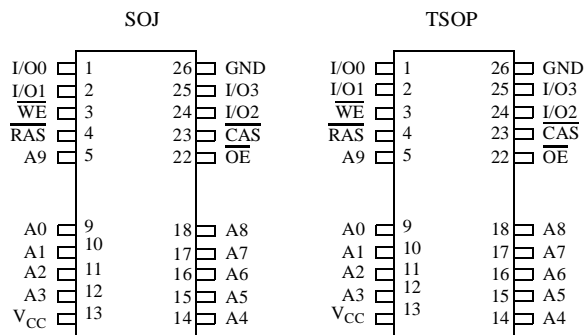 SOJ TSOP
I/O0 1 26 GND I/O0 1 26 GND
I/O1 2 25 I/O3 I/O1 2 25 I/O3
WE 3 24 I/O2 WE 3 24 I/O2
RAS 4 23 CAS RAS 4 23 CAS
A9 5 22 OE A9 5 22 OE
A0 9 18 A8 A0 9 18 A8
A1 10 17 A7 A1 10 17 A7
A2 11 16 A6 A2 11 16 A6
A3 12 15 A5 A3 12 15 A5
VCC 13 14 A4 VCC 13 14 A4